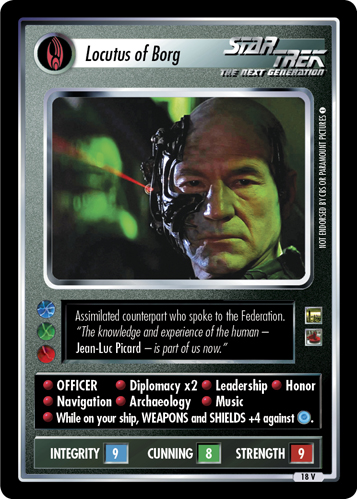 Locutus of Borg
STAR TREK
THE NEXT GENERATION
NOT ENDORSED BY CBS OR PARAMOUNT PICTURES
Assimilated counterpart who spoke to the Federation.
"The knowledge and experience of the human –
Jean-Luc Picard – is part of us now."
OFFICER Diplomacy x2 Leadership Honor
Navigation Archaeology Music
While on your ship, WEAPONS and SHIELDS +4 against .
INTEGRITY 9 CUNNING 8 STRENGTH 9
18 V